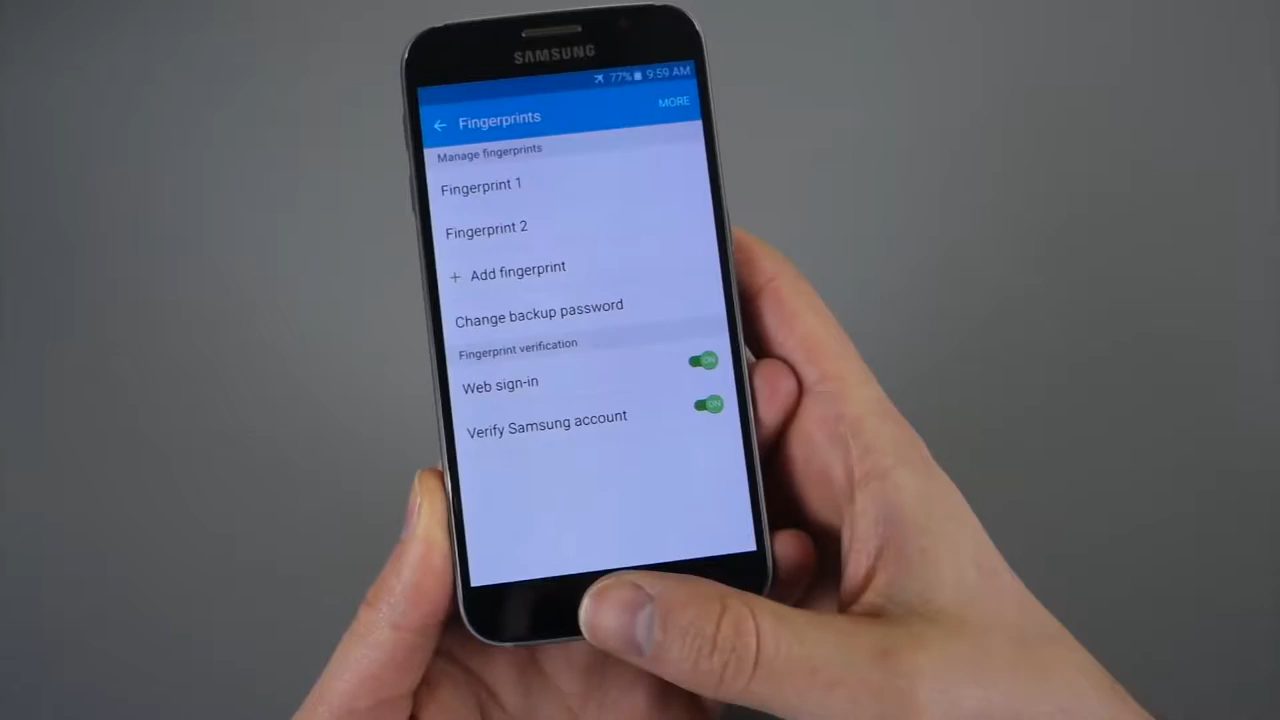 SAMSUNG
77% 9:59 AM
Fingerprints MORE
Manage fingerprints
Fingerprint 1
Fingerprint 2
+ Add fingerprint
Change backup password
Fingerprint verification
Web sign-in ON
Verify Samsung account ON